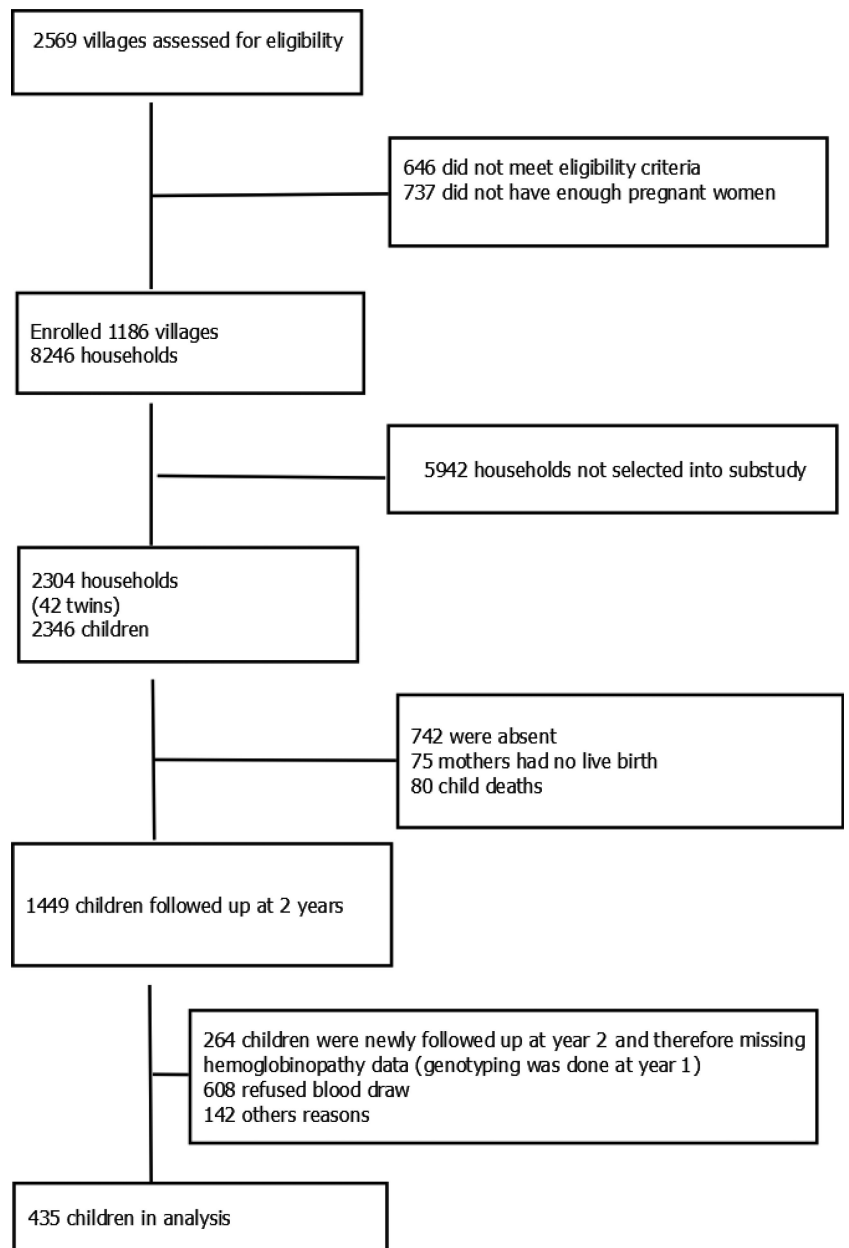 2569 villages assessed for eligibility
646 did not meet eligibility criteria
737 did not have enough pregnant women
Enrolled 1186 villages
8246 households
5942 households not selected into substudy
2304 households
(42 twins)
2346 children
742 were absent
75 mothers had no live birth
80 child deaths
1449 children followed up at 2 years
264 children were newly followed up at year 2 and therefore missing
hemoglobinopathy data (genotyping was done at year 1)
608 refused blood draw
142 others reasons
435 children in analysis